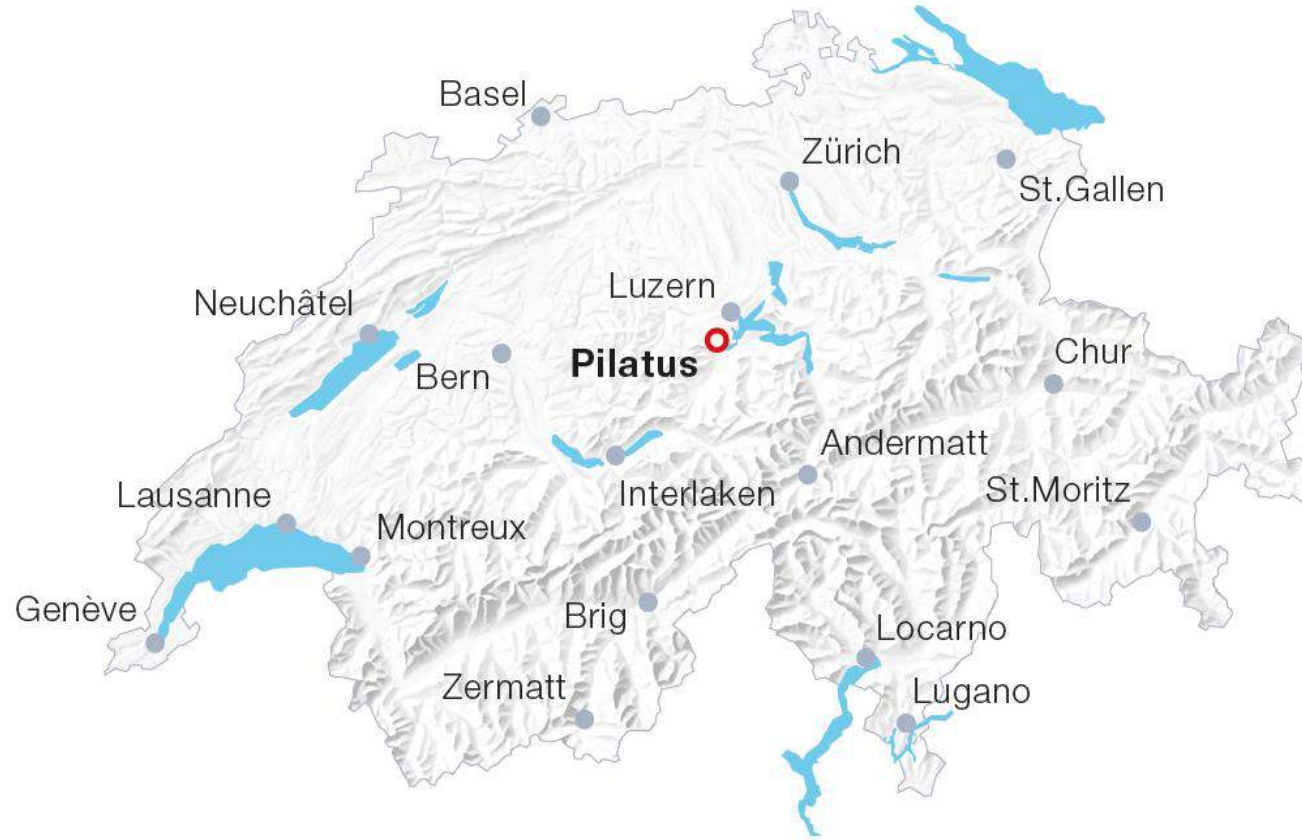 Basel
Zürich
St.Gallen
Luzern
Neuchâtel
Pilatus
Bern
Chur
Andermatt
Interlaken
St.Moritz
Lausanne
Montreux
Genève
Brig
Locarno
Zermatt
Lugano